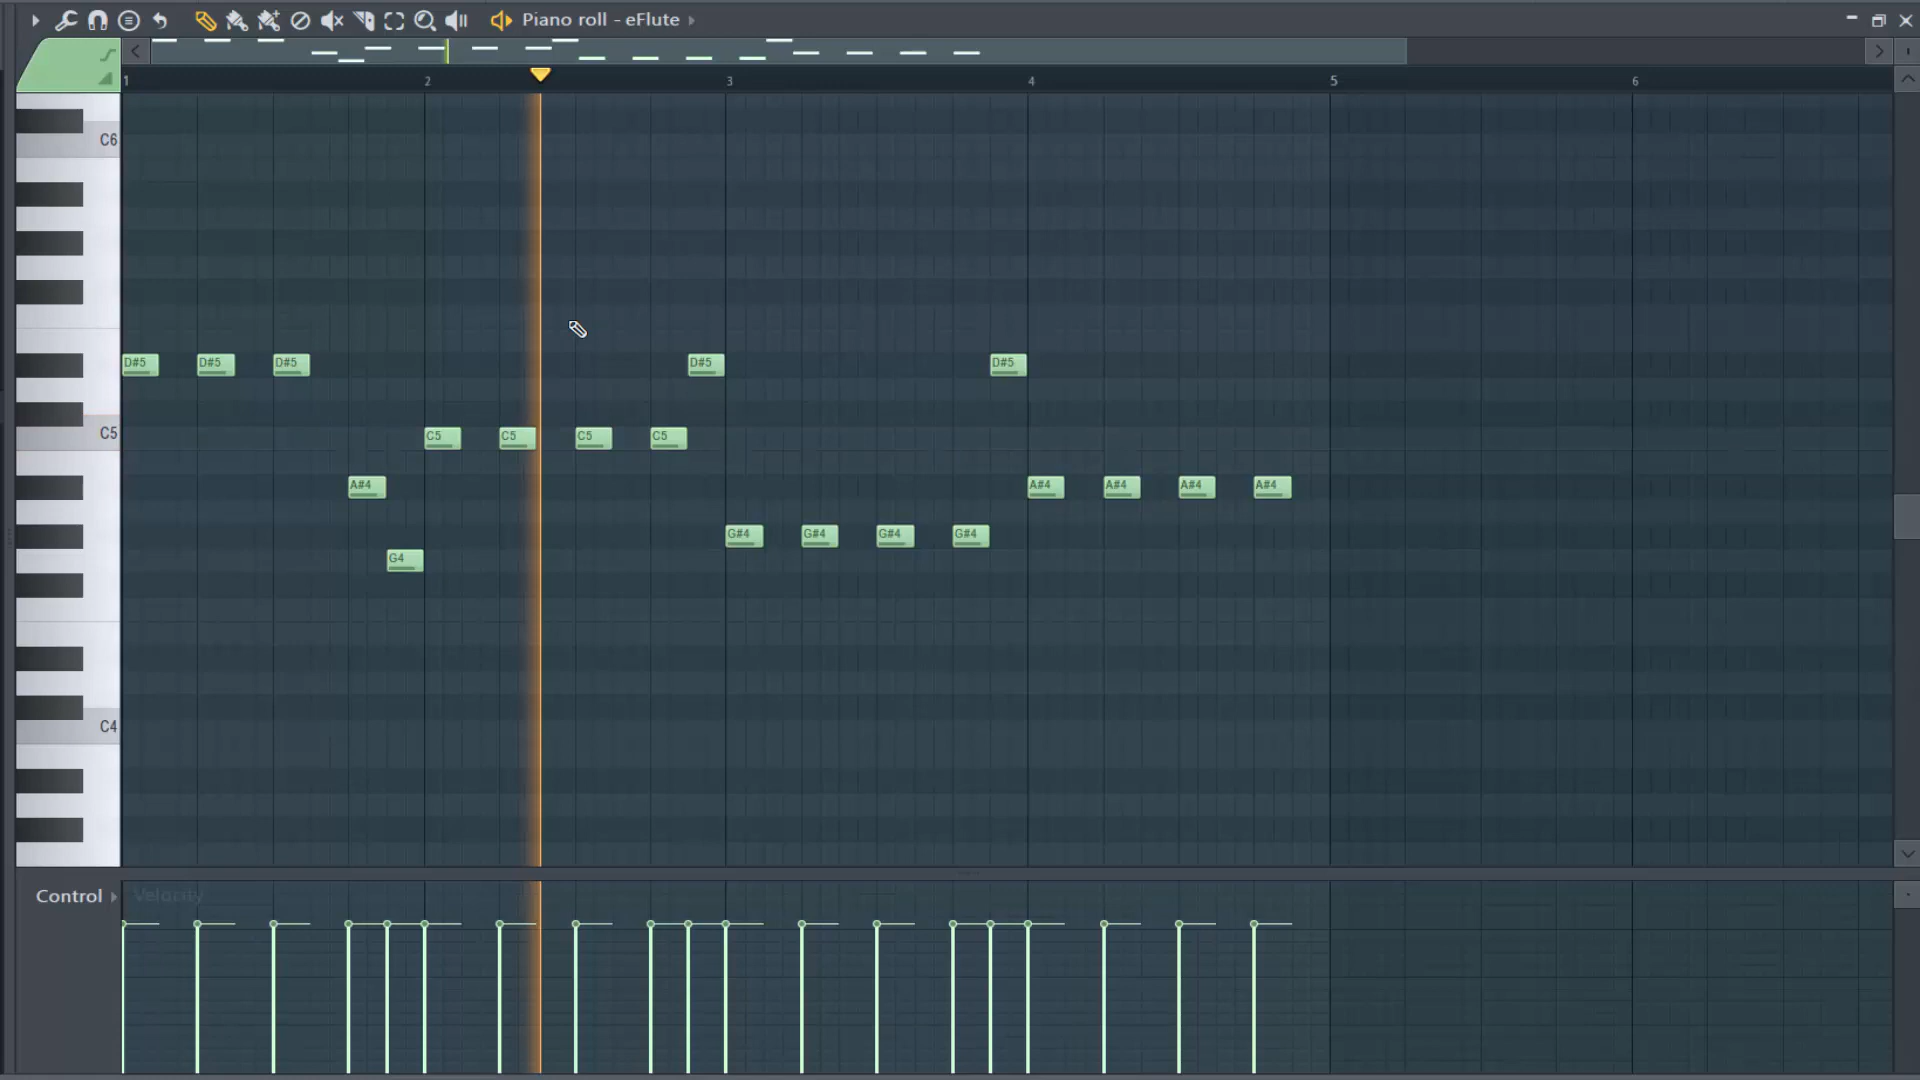 Piano roll - eFlute
1 2 3 4 5 6
C6
D#5 D#5 D#5 D#5 D#5
C5 C5 C5 C5 C5
A#4 A#4 A#4 A#4 A#4
G#4 G#4 G#4 G#4
G4
C4
Control Velocity